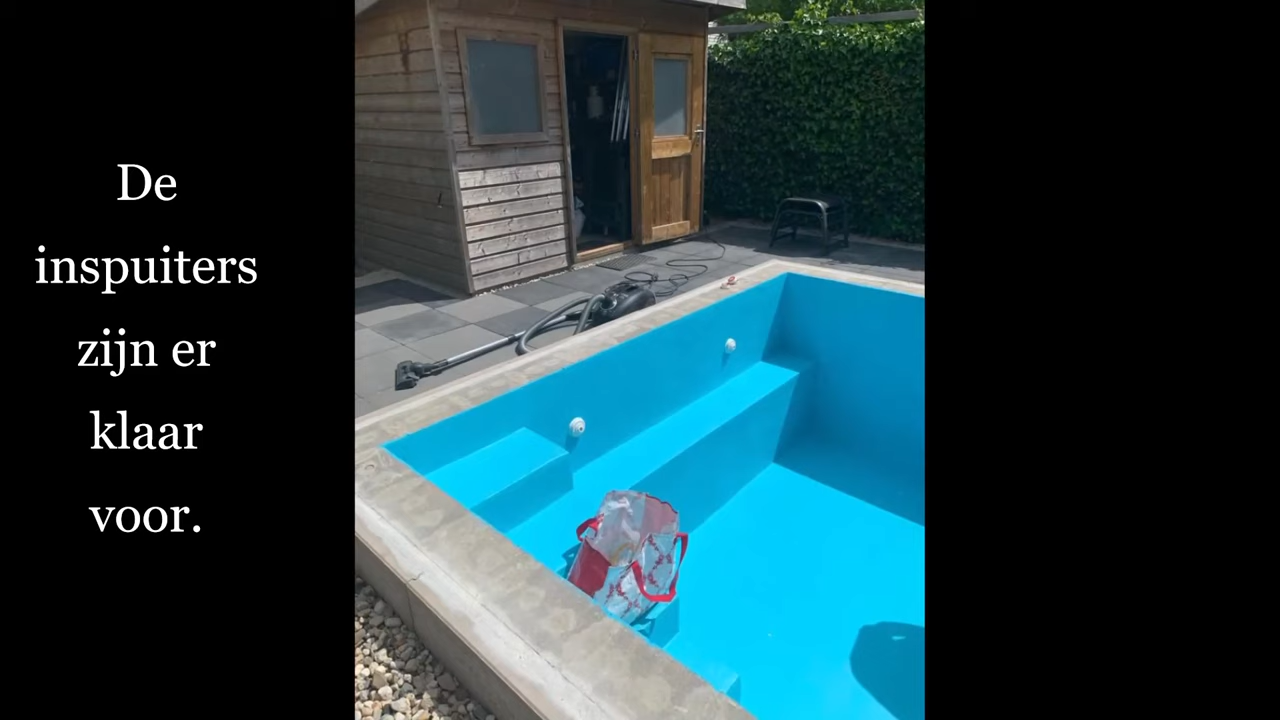 De
inspuiters
zijn er
klaar
voor.